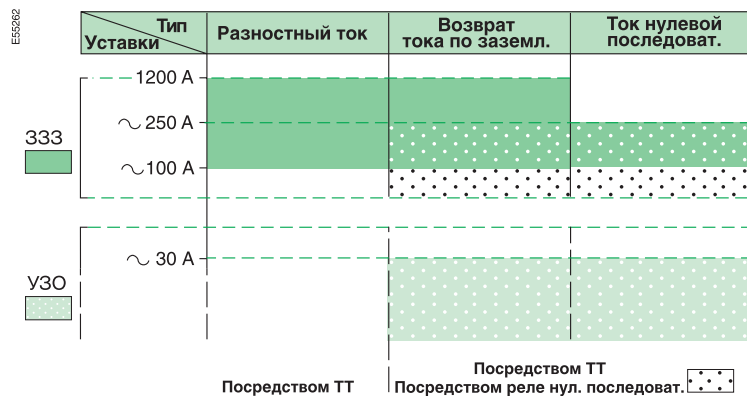 E55262
Тип
Уставки
Разностный ток
Возврат
тока по заземл.
Ток нулевой
последоват.
1200 А
ЗЗЗ
~ 250 А
~ 100 А
~ 30 А
УЗО
Посредством ТТ
Посредством ТТ
Посредством реле нул. последоват.